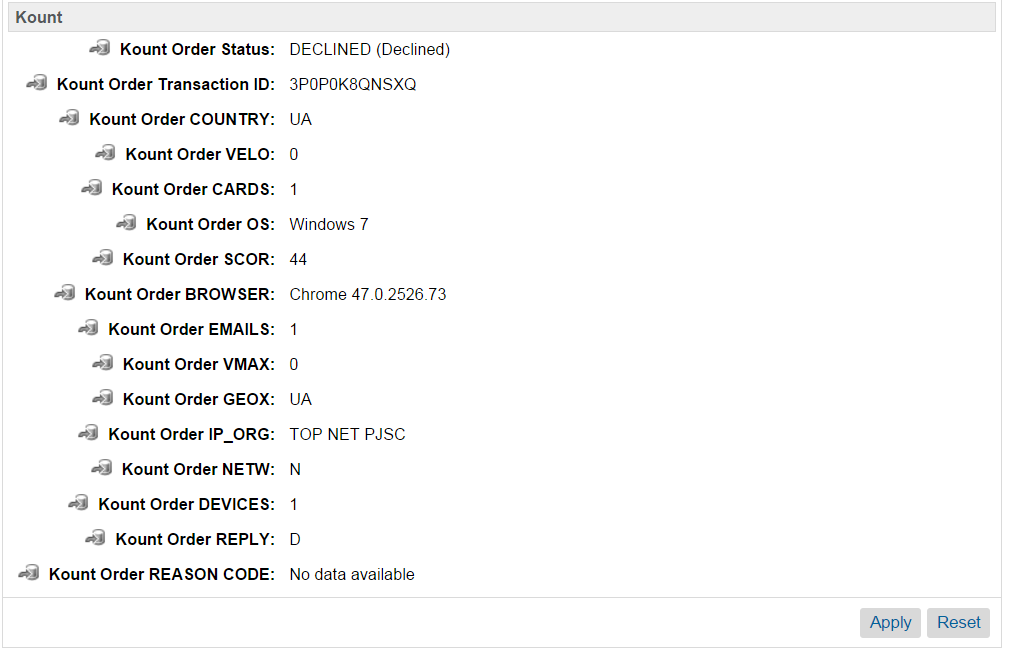 Kount
Kount Order Status: DECLINED (Declined)
Kount Order Transaction ID: 3P0P0K8QNSXQ
Kount Order COUNTRY: UA
Kount Order VELO: 0
Kount Order CARDS: 1
Kount Order OS: Windows 7
Kount Order SCOR: 44
Kount Order BROWSER: Chrome 47.0.2526.73
Kount Order EMAILS: 1
Kount Order VMAX: 0
Kount Order GEOX: UA
Kount Order IP_ORG: TOP NET PJSC
Kount Order NETW: N
Kount Order DEVICES: 1
Kount Order REPLY: D
Kount Order REASON CODE: No data available
Apply Reset